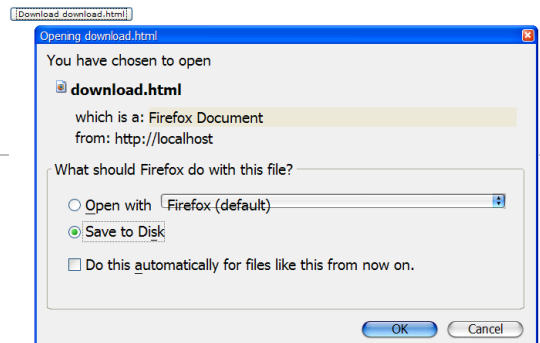 Download download.html
Opening download.html
You have chosen to open
download.html
which is a: Firefox Document
from: http://localhost
What should Firefox do with this file?
Open with Firefox (default)
Save to Disk
Do this automatically for files like this from now on.
OK Cancel